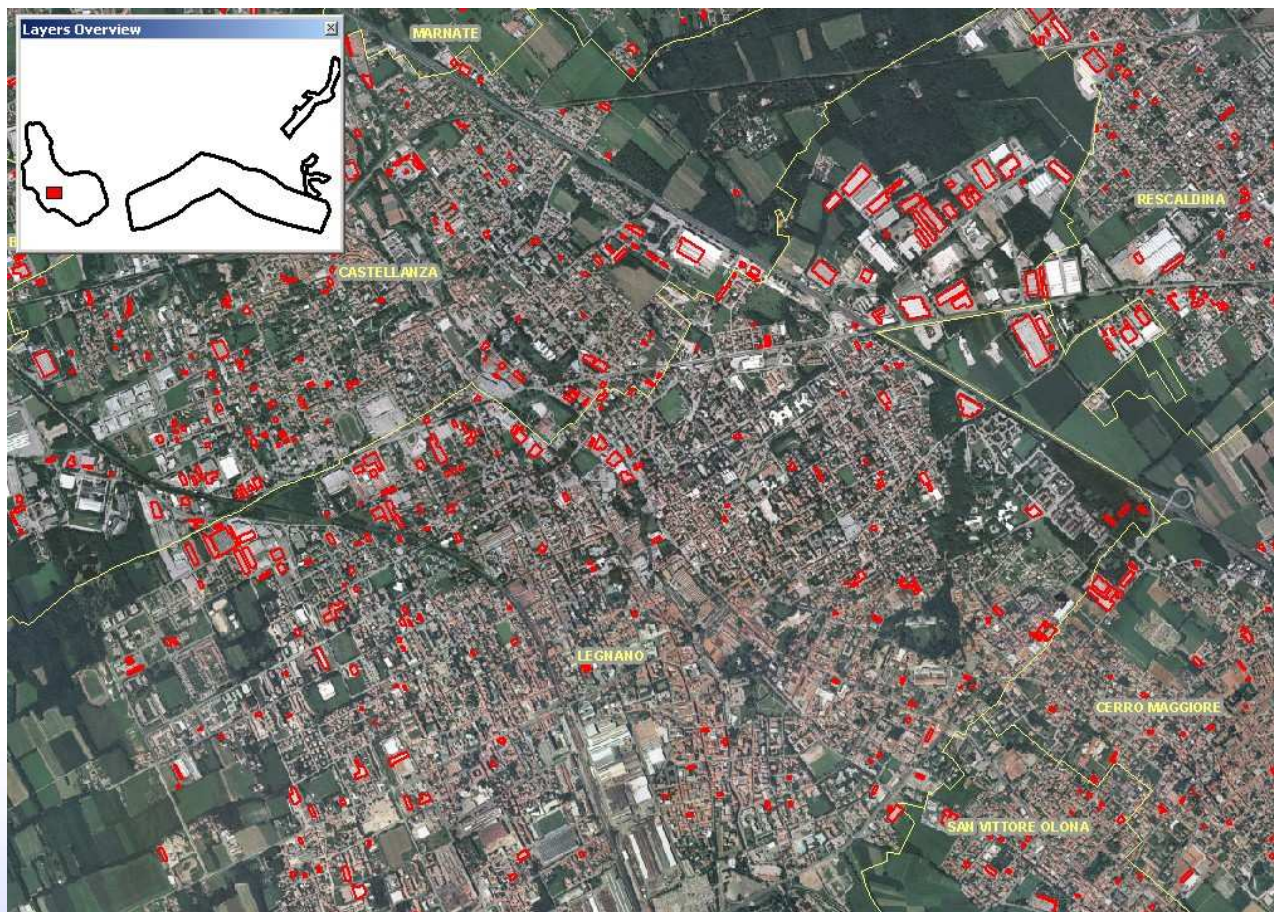 Layers Overview
MARNATE
RESCALDINA
CASTELLANZA
LEGNANO
CERRO MAGGIORE
SAN VITTORE OLONA